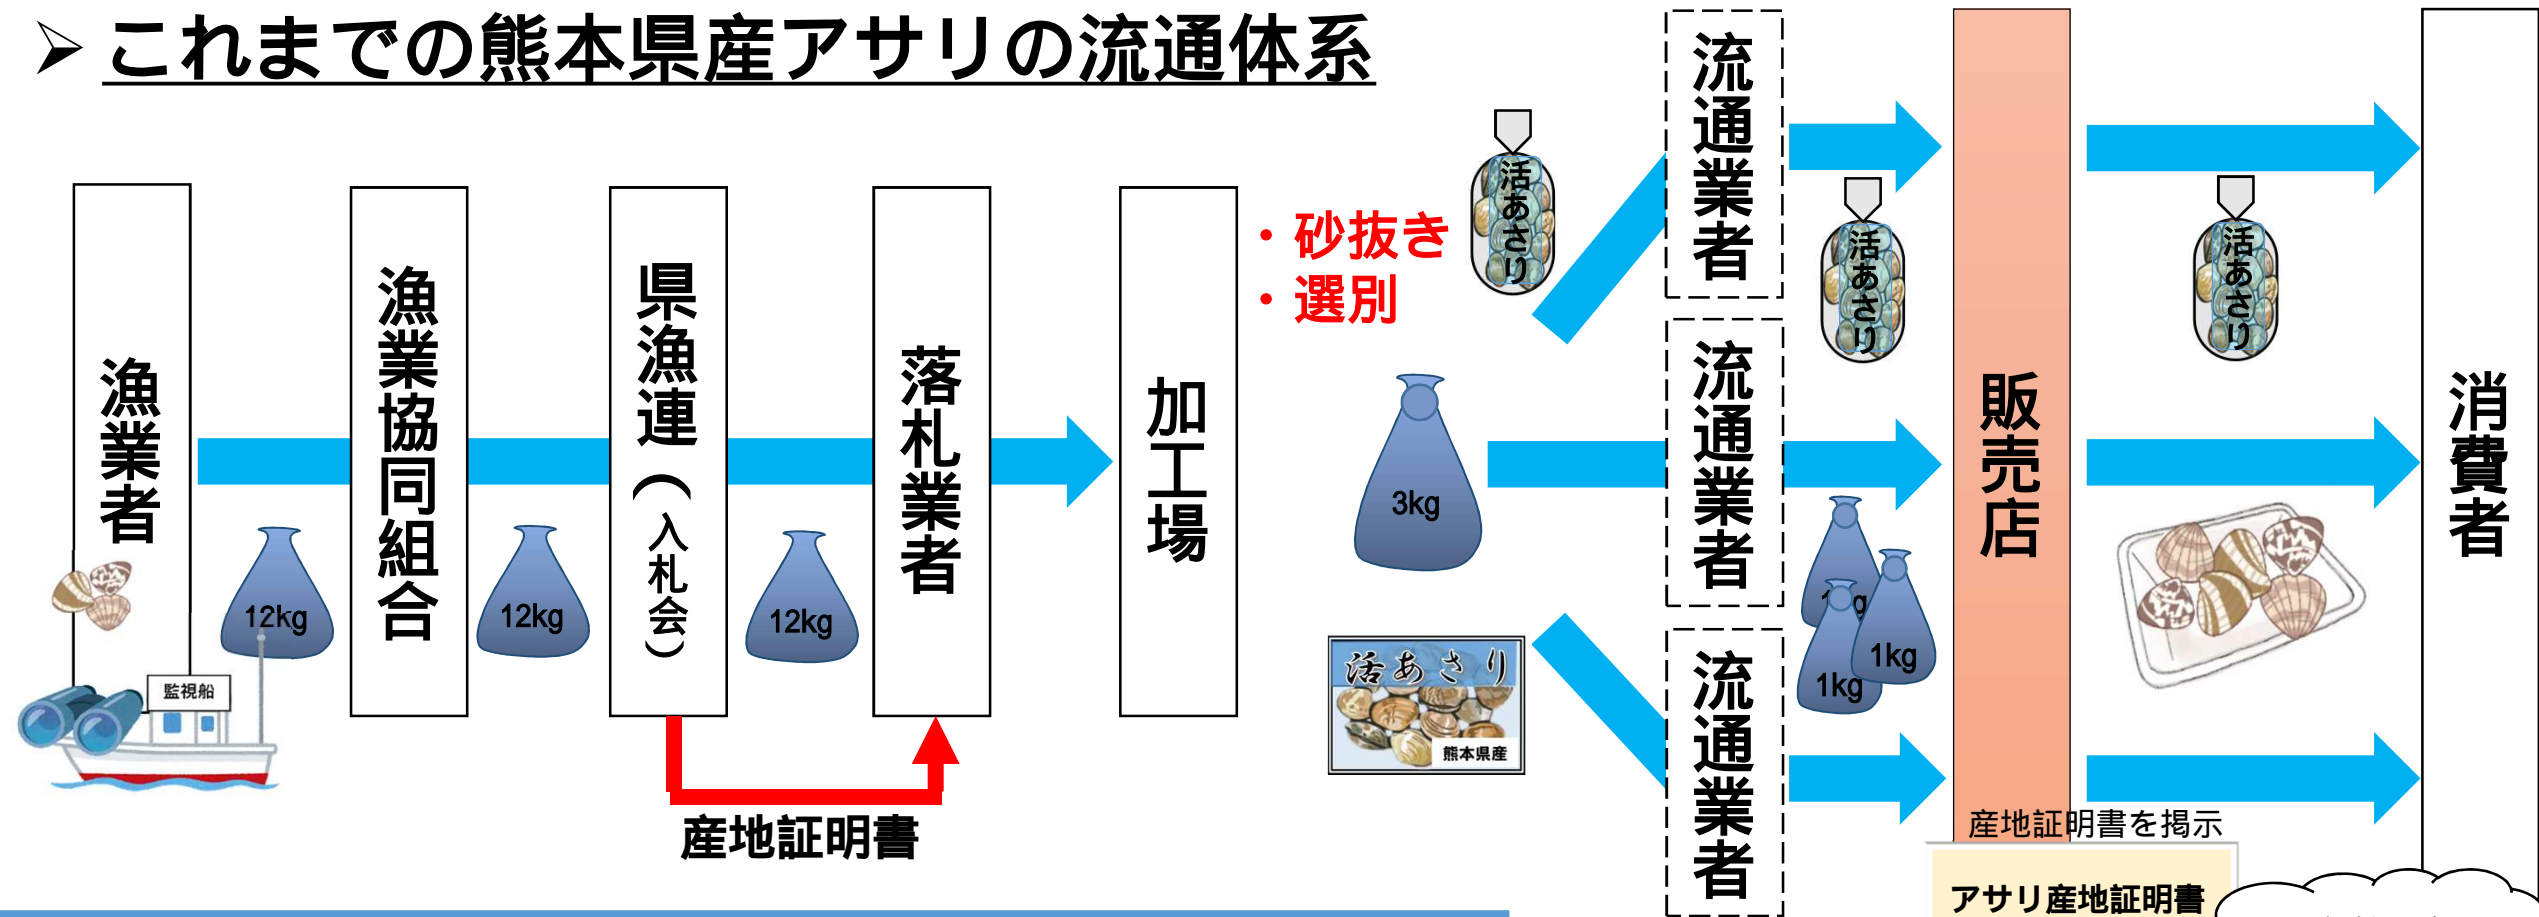 これまでの熊本県産アサリの流通体系
漁業者
漁業協同組合
県漁連（入札会）
落札業者
加工場
・砂抜き
・選別
流通業者
流通業者
流通業者
販売店
消費者
活あさり
活あさり
活あさり
12kg
12kg
12kg
3kg
1kg
1kg
監視船
活あさり
熊本県産
産地証明書
産地証明書を掲示
アサリ産地証明書